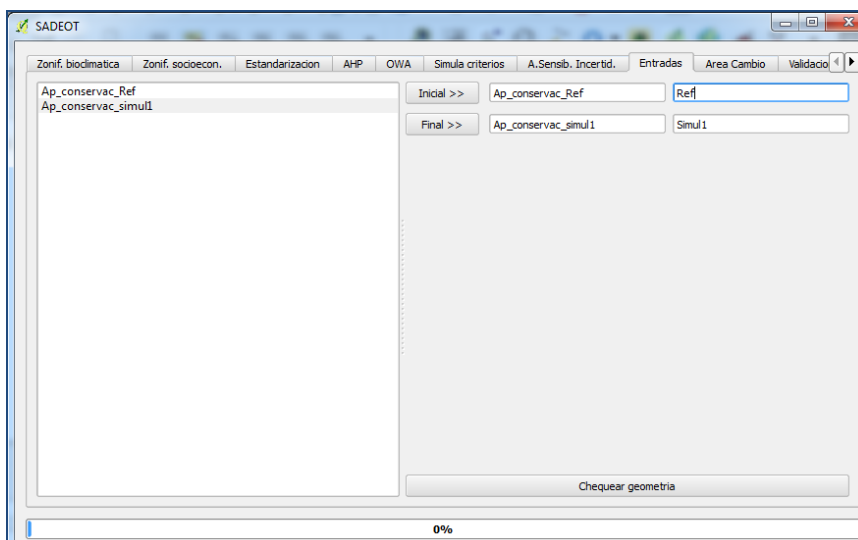 SADEOT
Zonif. bioclimatica Zonif. socioecon. Estandarizacion AHP OWA Simula criterios A.Sensib. Incertid. Entradas Area Cambio Validacio
Ap_conservac_Ref
Ap_conservac_simul1
Inicial >> Ap_conservac_Ref Ref
Final >> Ap_conservac_simul1 Simul1
Chequear geometria
0%